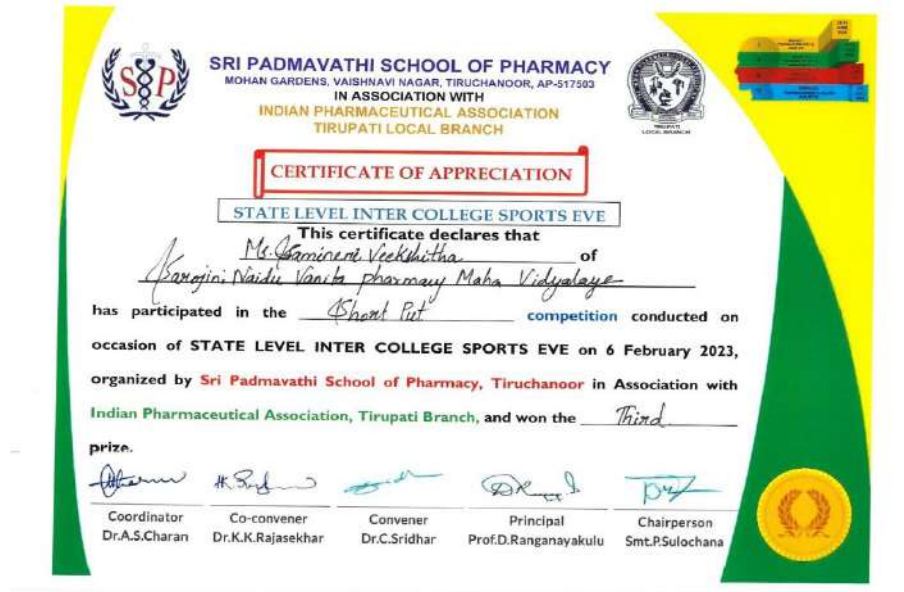 SRI PADMAVATHI SCHOOL OF PHARMACY
MOHAN GARDENS, VAISHNAVI NAGAR, TIRUCHANOOR, AP-517503
IN ASSOCIATION WITH
INDIAN PHARMACEUTICAL ASSOCIATION
TIRUPATI LOCAL BRANCH
S P
TIRUPATI
LOCAL BRANCH
CERTIFICATE OF APPRECIATION
STATE LEVEL INTER COLLEGE SPORTS EVE
This certificate declares that
Ms. Samineni Veekshitha of
Sarojini Naidu Vanita pharmacy Maha Vidyalaye
has participated in the Short Put competition conducted on
occasion of STATE LEVEL INTER COLLEGE SPORTS EVE on 6 February 2023,
organized by Sri Padmavathi School of Pharmacy, Tiruchanoor in Association with
Indian Pharmaceutical Association, Tirupati Branch, and won the Third
prize.
Coordinator Co-convener Convener Principal Chairperson
Dr.A.S.Charan Dr.K.K.Rajasekhar Dr.C.Sridhar Prof.D.Ranganayakulu Smt.P.Sulochana